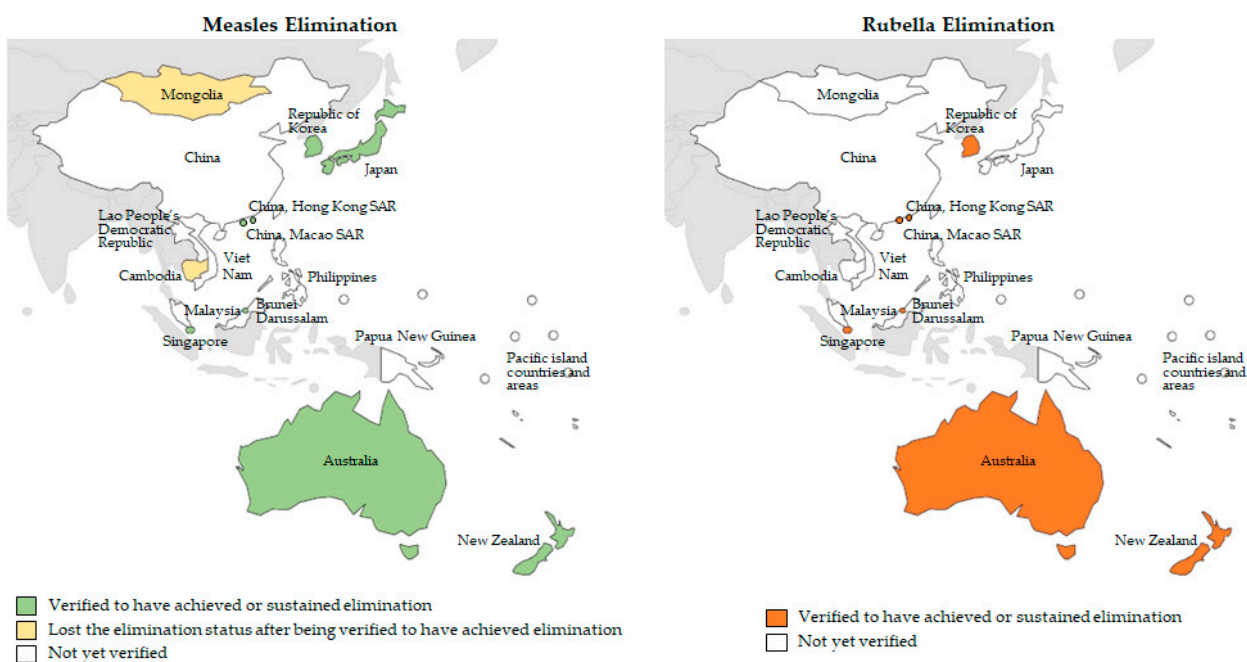 Measles Elimination
Mongolia
Republic of
Korea
China
Japan
China, Hong Kong SAR
Lao People's
Democratic
Republic
China, Macao SAR
Viet
Nam
Cambodia
Philippines
Malaysia
Brunei
Darussalam
Singapore
Papua New Guinea
Pacific island
countries and
areas
Australia
New Zealand
Verified to have achieved or sustained elimination
Lost the elimination status after being verified to have achieved elimination
Not yet verified
Rubella Elimination
Mongolia
Republic of
Korea
China
Japan
China, Hong Kong SAR
Lao People's
Democratic
Republic
China, Macao SAR
Viet
Nam
Cambodia
Philippines
Malaysia
Brunei
Darussalam
Singapore
Papua New Guinea
Pacific island
countries and
areas
Australia
New Zealand
Verified to have achieved or sustained elimination
Not yet verified